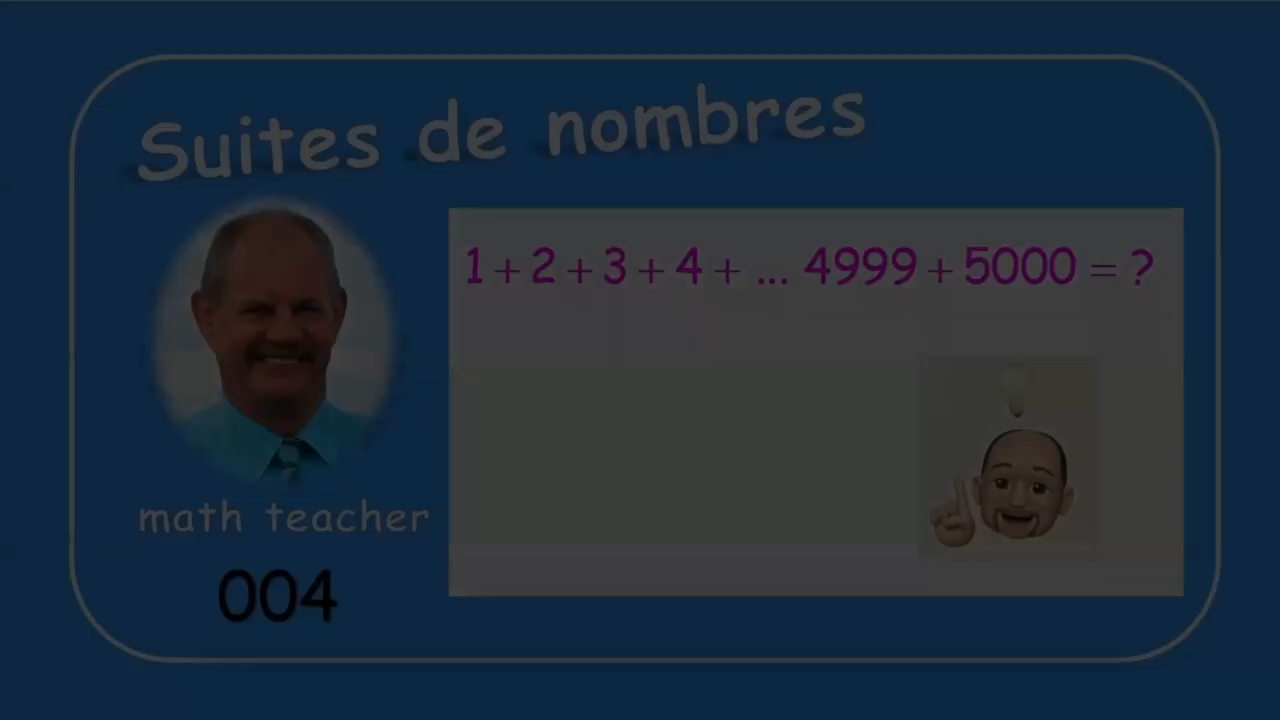 Suites de nombres
1 + 2 + 3 + 4 + ... 4999 + 5000 = ?
math teacher
004